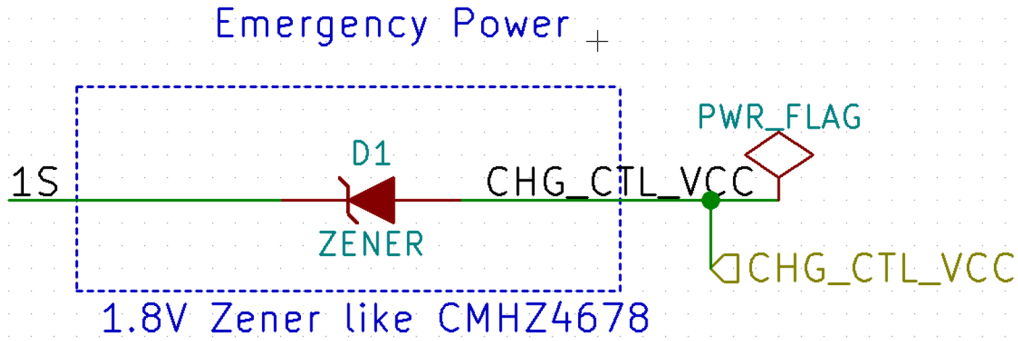 Emergency Power
PWR_FLAG
D1
1S
CHG_CTL_VCC
ZENER
CHG_CTL_VCC
1.8V Zener like CMHZ4678